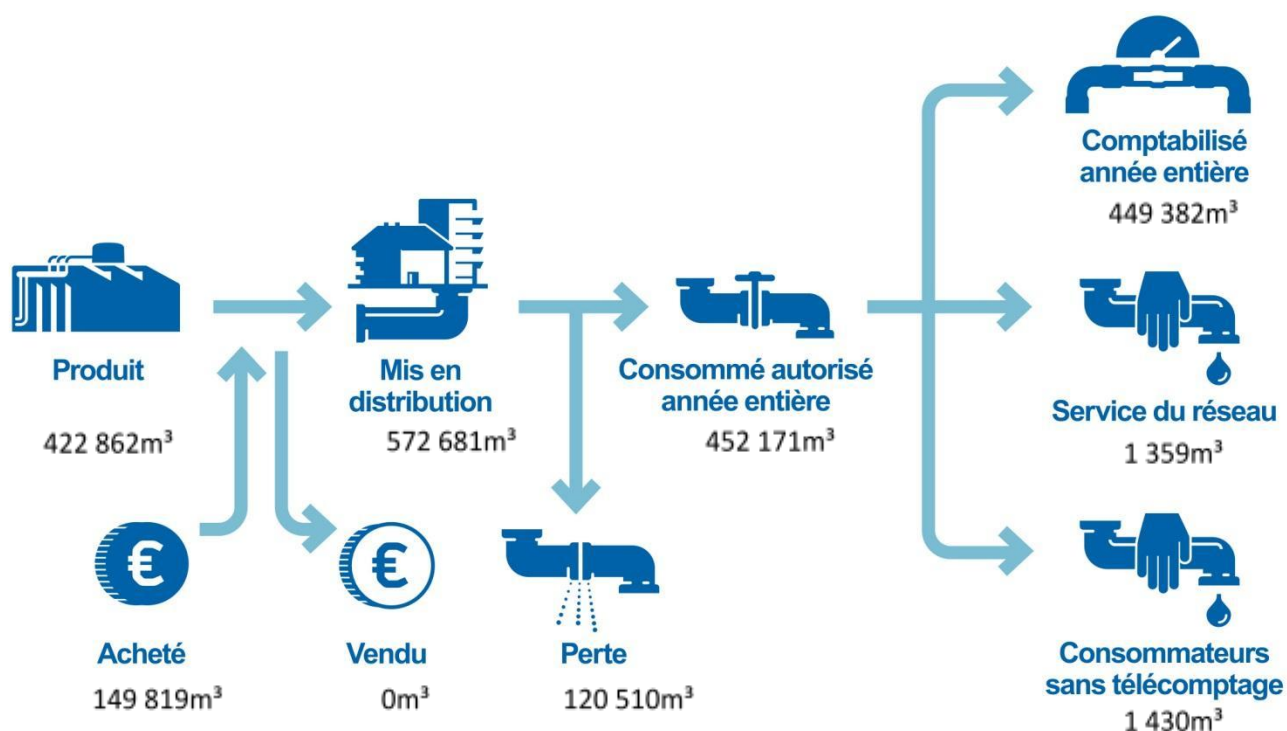 Produit
422 862m³
Acheté
149 819m³
Vendu
0m³
Mis en
distribution
572 681m³
Perte
120 510m³
Consommé autorisé
année entière
452 171m³
Comptabilisé
année entière
449 382m³
Service du réseau
1 359m³
Consommateurs
sans télécomptage
1 430m³
€
€